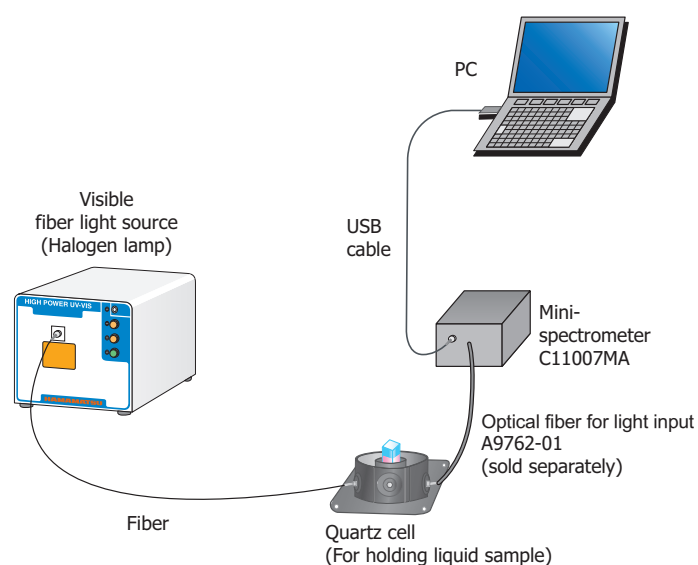 PC
Visible
fiber light source
(Halogen lamp)
USB
cable
HIGH POWER UV-VIS
HAMAMATSU
Mini-
spectrometer
C11007MA
Optical fiber for light input
A9762-01
(sold separately)
Fiber
Quartz cell
(For holding liquid sample)